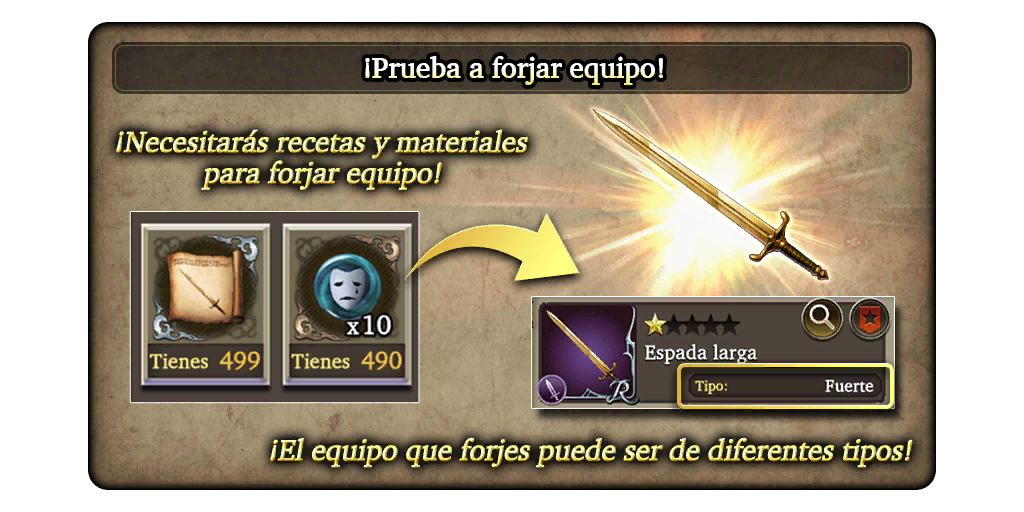 ¡Prueba a forjar equipo!
¡Necesitarás recetas y materiales
para forjar equipo!
x10
Tienes 499
Tienes 490
Espada larga
R
Tipo: Fuerte
¡El equipo que forjes puede ser de diferentes tipos!